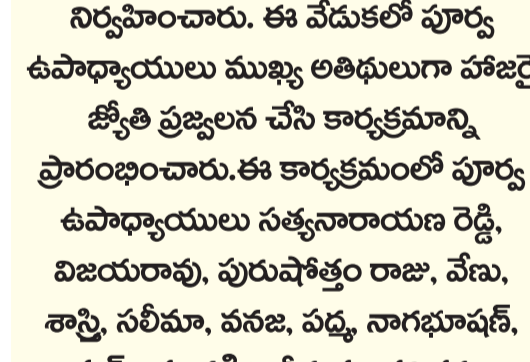 నిర్వహించారు. ఈ వేడుకలో పూర్వ
ఉపాధ్యాయులు ముఖ్య అతిథులుగా హాజరై
జ్యోతి ప్రజ్వలన చేసి కార్యక్రమాన్ని
ప్రారంభించారు.ఈ కార్యక్రమంలో పూర్వ
ఉపాధ్యాయులు సత్యనారాయణ రెడ్డి,
విజయరావు, పురుషోత్తం రాజు, వేణు,
శాస్త్రి, సలీమా, వనజ, పద్మ, నాగభూషణ్,